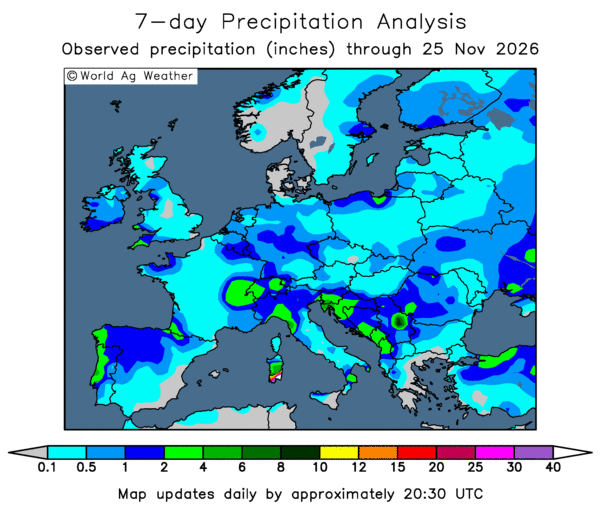 7-day Precipitation Analysis
Observed precipitation (inches) through 25 Nov 2026
© World Ag Weather
0.1 0.5 1 2 4 6 8 10 12 15 20 25 30 40
Map updates daily by approximately 20:30 UTC